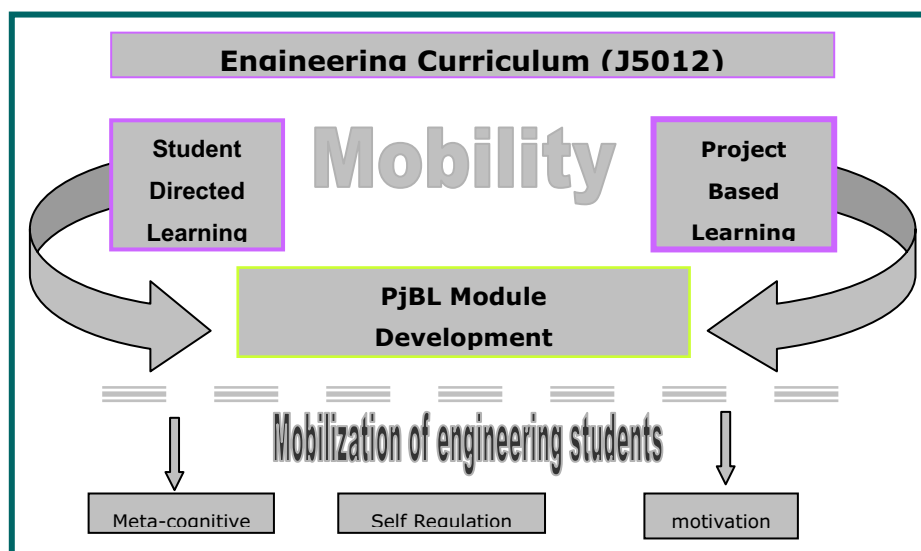 Engineering Curriculum (J5012)
Mobility
Student
Directed
Learning
Project
Based
Learning
PjBL Module
Development
Mobilization of engineering students
Meta-cognitive
Self Regulation
motivation